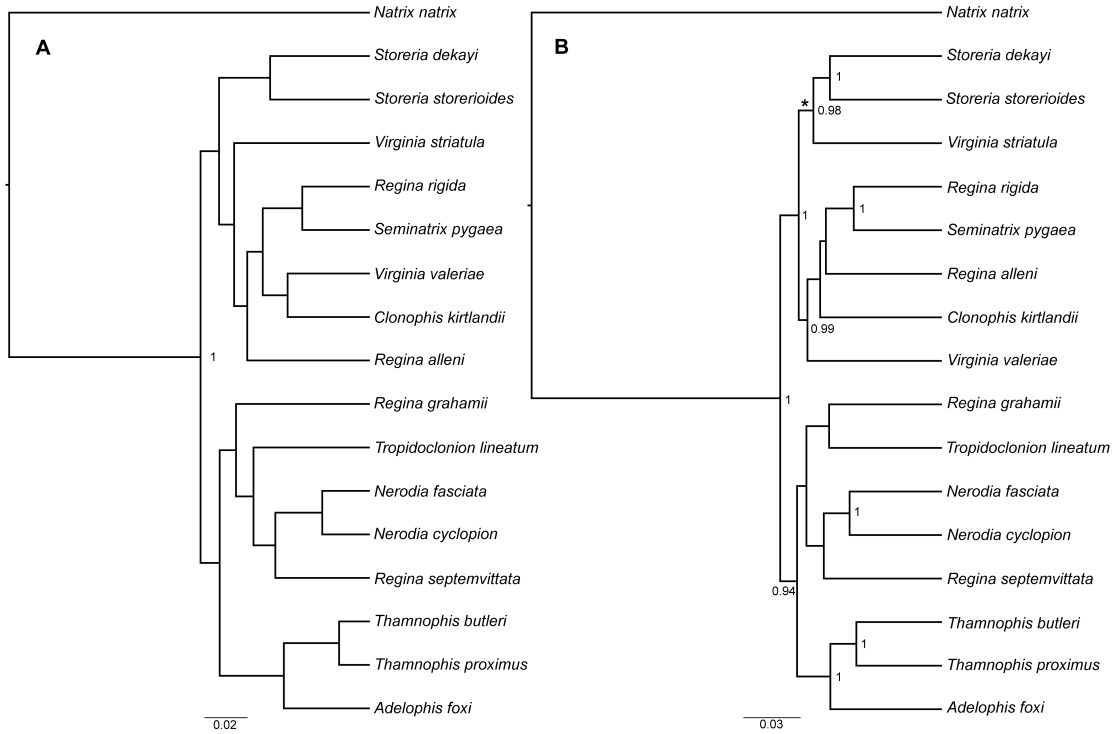 A
Natrix natrix
Storeria dekayi
Storeria storerioides
Virginia striatula
Regina rigida
Seminatrix pygaea
Virginia valeriae
Clonophis kirtlandii
1
Regina alleni
Regina grahamii
Tropidoclonion lineatum
Nerodia fasciata
Nerodia cyclopion
Regina septemvittata
Thamnophis butleri
Thamnophis proximus
Adelophis foxi
0.02
B
Natrix natrix
Storeria dekayi
1
Storeria storerioides
*
0.98
Virginia striatula
Regina rigida
1
1
Seminatrix pygaea
Regina alleni
Clonophis kirtlandii
0.99
Virginia valeriae
1
Regina grahamii
Tropidoclonion lineatum
Nerodia fasciata
1
Nerodia cyclopion
Regina septemvittata
0.94
Thamnophis butleri
1
Thamnophis proximus
1
Adelophis foxi
0.03